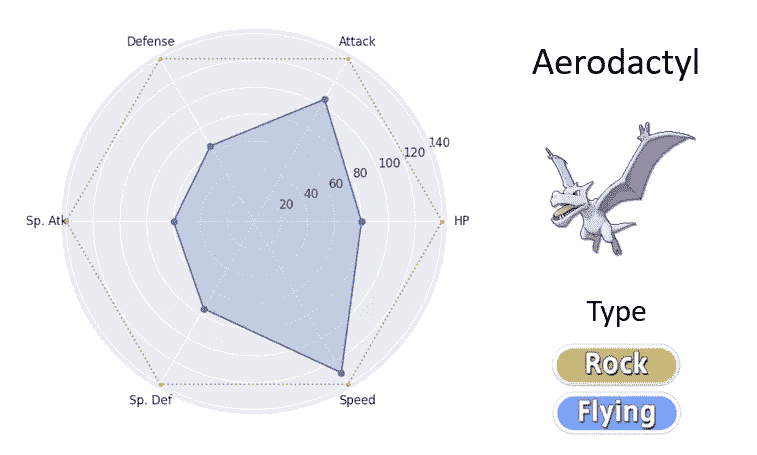 Aerodactyl
Defense
Attack
140
120
100
80
60
40
20
Sp. Atk
HP
Sp. Def
Speed
Type
Rock
Flying